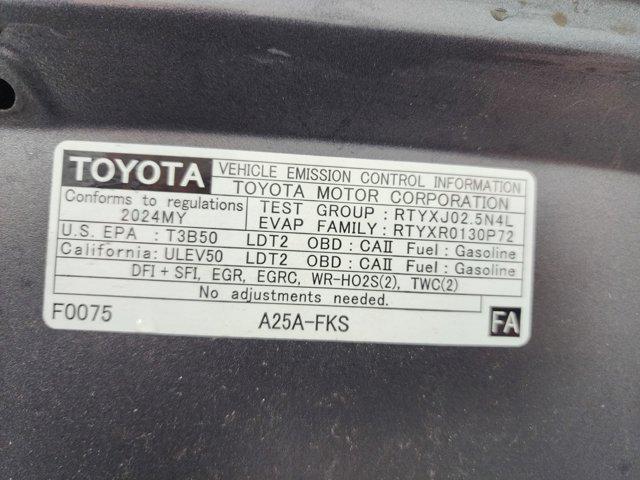 TOYOTA VEHICLE EMISSION CONTROL INFORMATION
TOYOTA MOTOR CORPORATION
Conforms to regulations
2024MY
TEST GROUP : RTYXJ02.5N4L
EVAP FAMILY : RTYXR0130P72
U.S. EPA : T3B50 LDT2 OBD : CAII Fuel : Gasoline
California: ULEV50 LDT2 OBD : CAII Fuel : Gasoline
DFI + SFI, EGR, EGRC, WR-HO2S(2), TWC(2)
No adjustments needed.
F0075 A25A-FKS FA